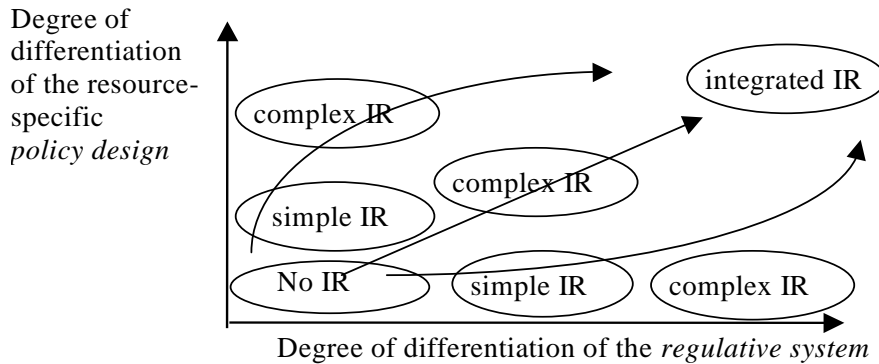 Degree of
differentiation
of the resource-
specific
policy design
integrated IR
complex IR
complex IR
simple IR
No IR
simple IR
complex IR
Degree of differentiation of the regulative system